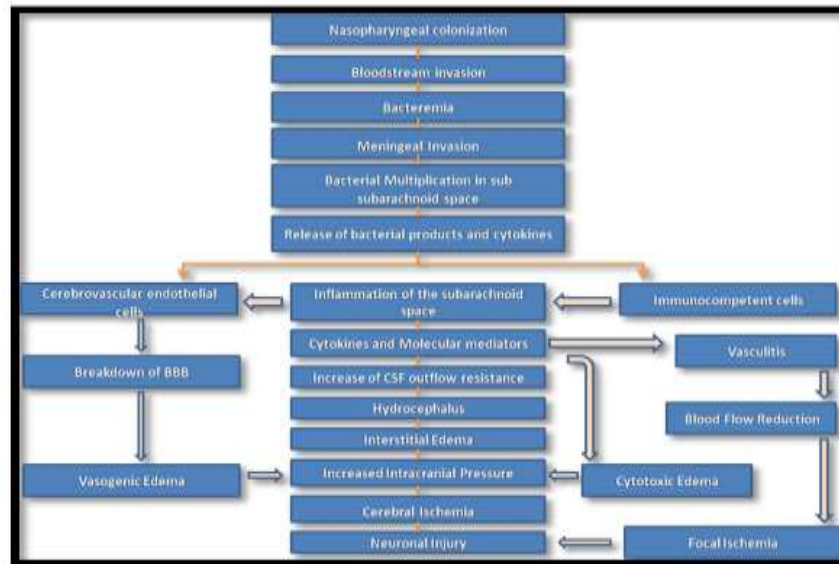 Nasopharyngeal colonization
Bloodstream invasion
Bacteremia
Meningeal Invasion
Bacterial Multiplication in sub
subarachnoid space
Release of bacterial products and cytokines
Cerebrovascular endothelial
cells
Inflammation of the subarachnoid
space
Immunocompetent cells
Cytokines and Molecular mediators
Vasculitis
Breakdown of BBB
Increase of CSF outflow resistance
Hydrocephalus
Blood Flow Reduction
Interstitial Edema
Vasogenic Edema
Increased Intracranial Pressure
Cytotoxic Edema
Cerebral Ischemia
Neuronal Injury
Focal Ischemia